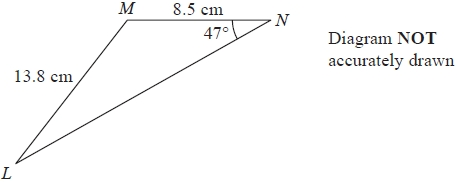 M
8.5 cm
N
47°
Diagram NOT
accurately drawn
13.8 cm
L